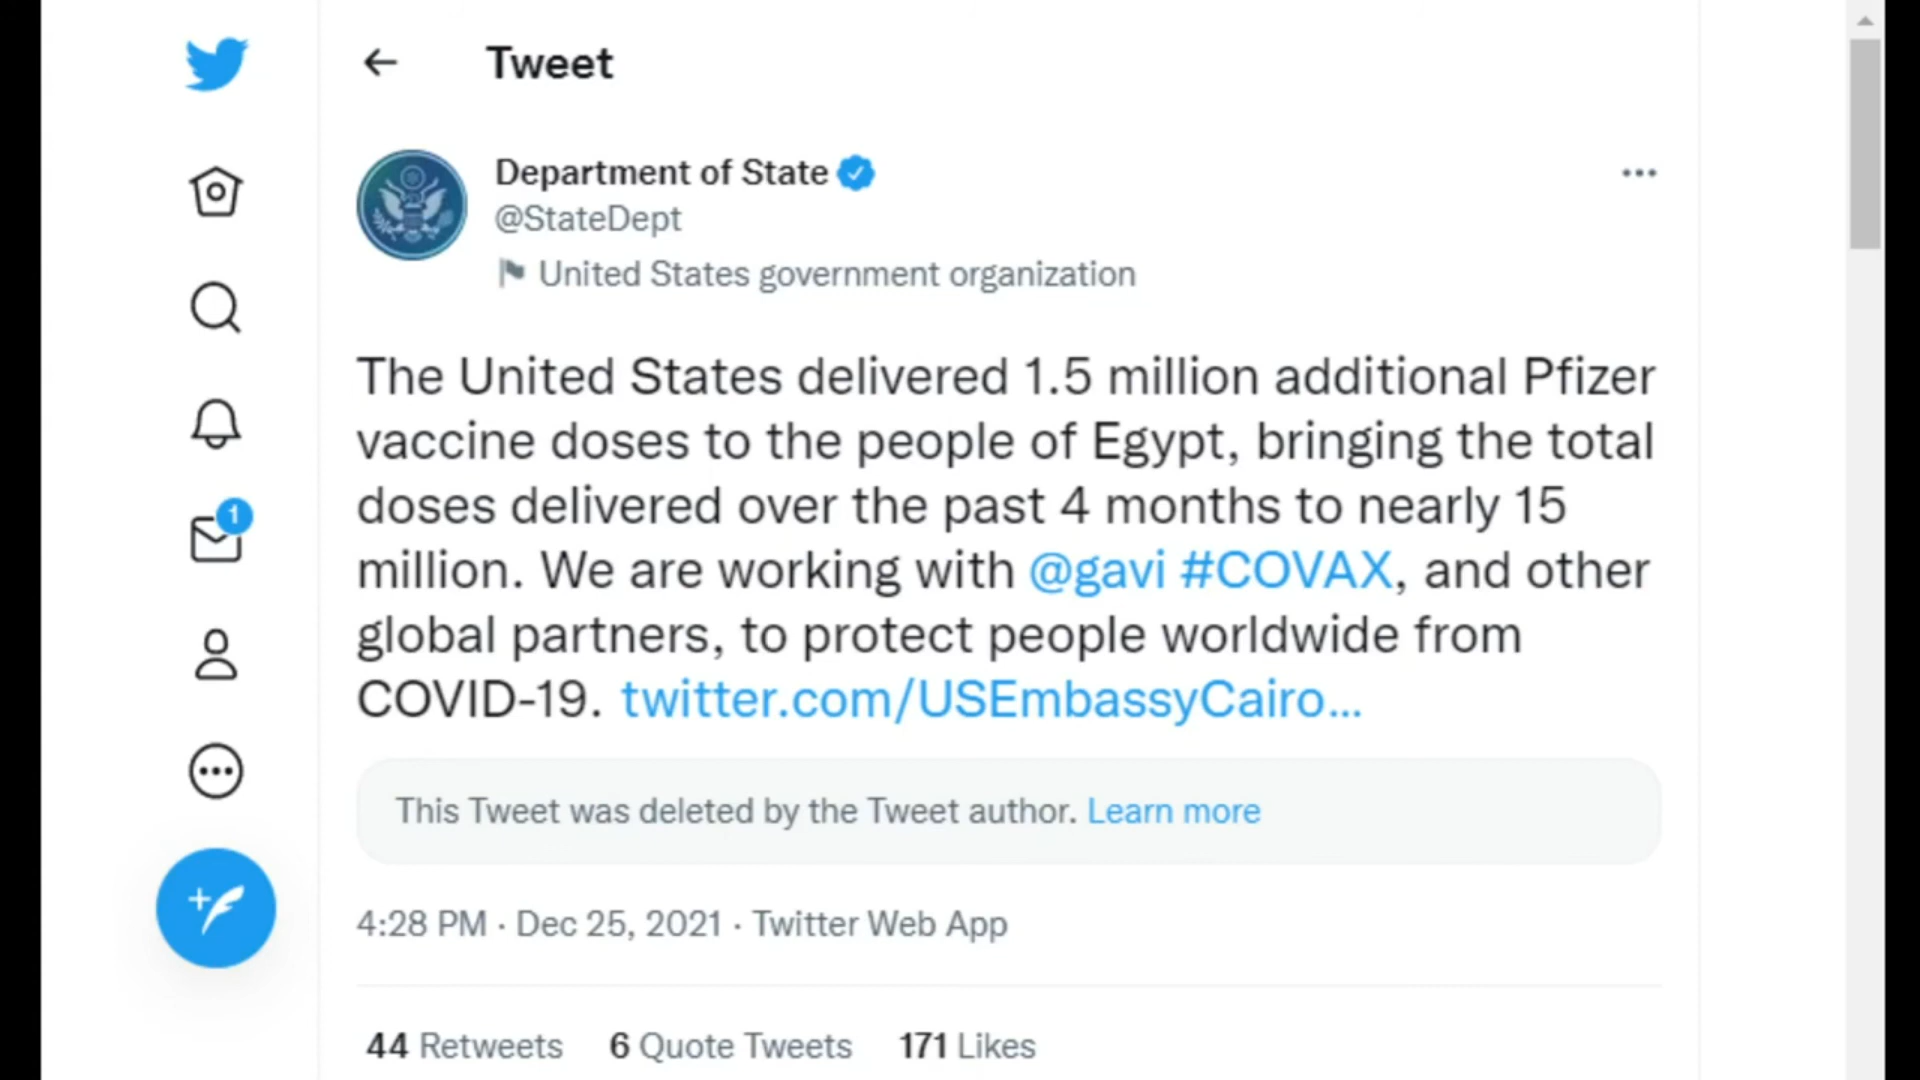 Tweet
Department of State
@StateDept
United States government organization
The United States delivered 1.5 million additional Pfizer
vaccine doses to the people of Egypt, bringing the total
doses delivered over the past 4 months to nearly 15
million. We are working with @gavi #COVAX, and other
global partners, to protect people worldwide from
COVID-19. twitter.com/USEmbassyCairo...
1
This Tweet was deleted by the Tweet author. Learn more
4:28 PM · Dec 25, 2021 · Twitter Web App
44 Retweets 6 Quote Tweets 171 Likes